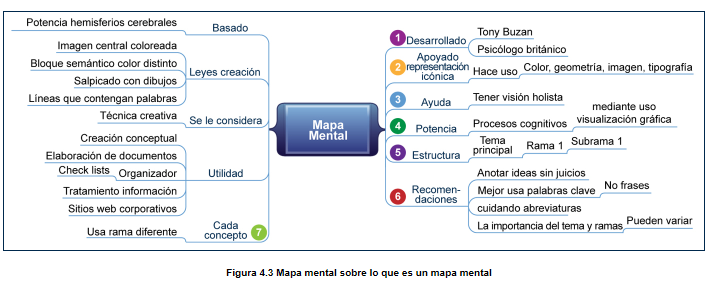 Potencia hemisferios cerebrales
Basado
Imagen central coloreada
Bloque semántico color distinto
Salpicado con dibujos
Líneas que contengan palabras
Leyes creación
Técnica creativa
Se le considera
Creación conceptual
Elaboración de documentos
Check lists
Organizador
Tratamiento información
Sitios web corporativos
Utilidad
Usa rama diferente
Cada
concepto
7
Mapa
Mental
1
Desarrollado
Tony Buzan
Psicólogo británico
2
Apoyado
representación
icónica
Hace uso
Color, geometría, imagen, tipografía
3
Ayuda
Tener visión holista
4
Potencia
Procesos cognitivos
mediante uso
visualización gráfica
5
Estructura
Tema
principal
Rama 1
Subrama 1
6
Recomen-
daciones
Anotar ideas sin juicios
Mejor usa palabras clave
No frases
cuidando abreviaturas
La importancia del tema y ramas
Pueden variar
Figura 4.3 Mapa mental sobre lo que es un mapa mental